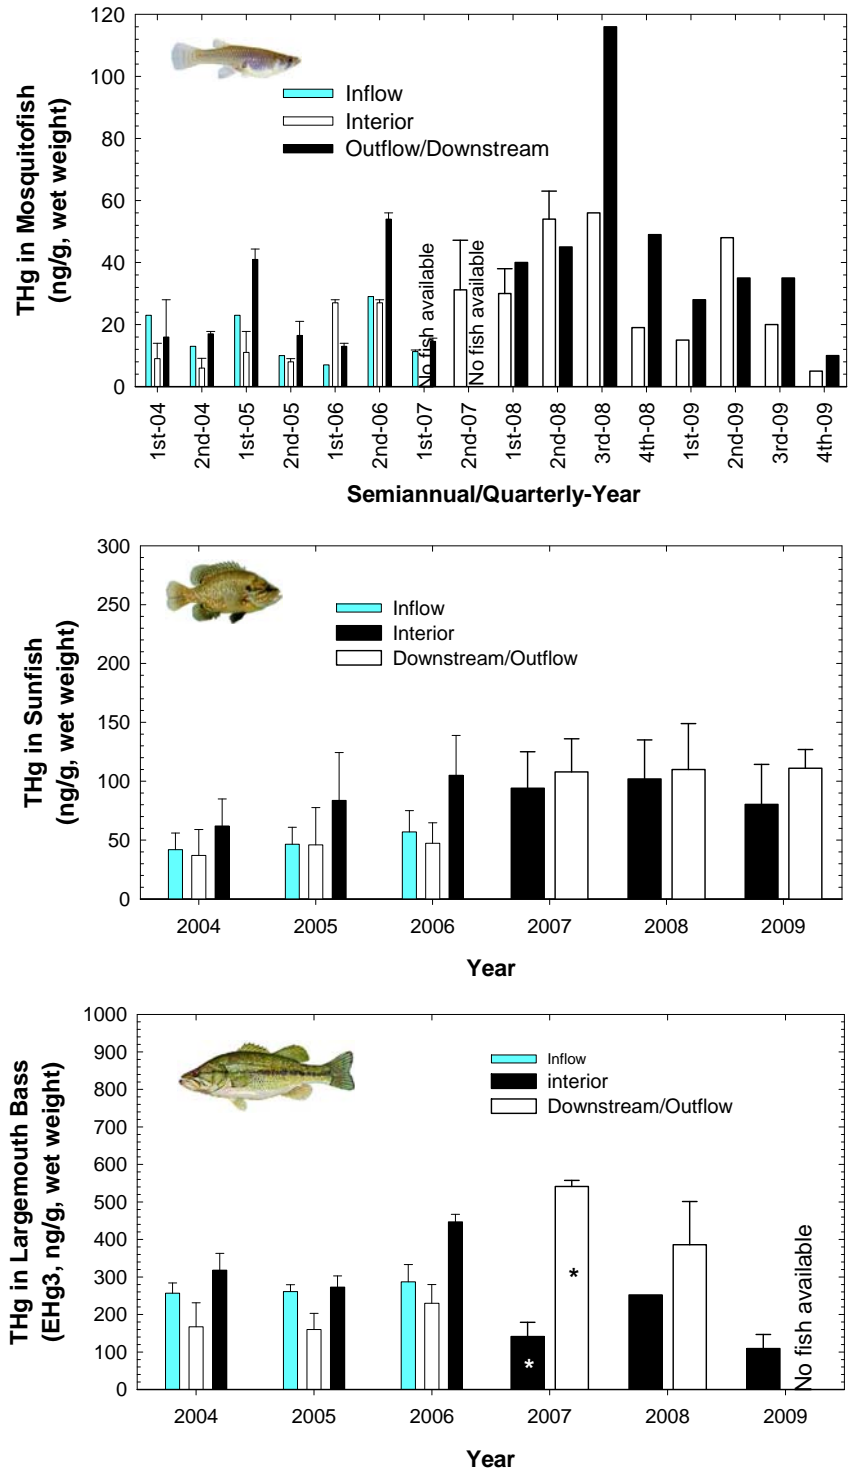 THg in Mosquitofish
(ng/g, wet weight)
120
100
80
60
40
20
0
Inflow
Interior
Outflow/Downstream
No fish available
No fish available
1st-04
2nd-04
1st-05
2nd-05
1st-06
2nd-06
1st-07
2nd-07
1st-08
2nd-08
3rd-08
4th-08
1st-09
2nd-09
3rd-09
4th-09
Semiannual/Quarterly-Year
THg in Sunfish
(ng/g, wet weight)
300
250
200
150
100
50
0
Inflow
Interior
Downstream/Outflow
2004
2005
2006
2007
2008
2009
Year
THg in Largemouth Bass
(EHg3, ng/g, wet weight)
1000
900
800
700
600
500
400
300
200
100
0
Inflow
interior
Downstream/Outflow
*
*
No fish available
2004
2005
2006
2007
2008
2009
Year